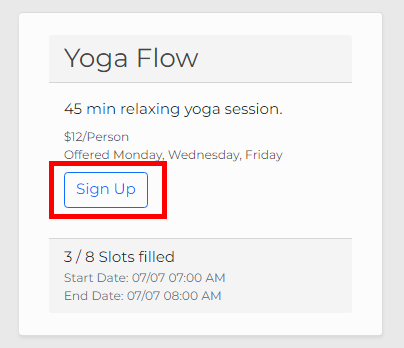 Yoga Flow
45 min relaxing yoga session.
$12/Person
Offered Monday, Wednesday, Friday
Sign Up
3 / 8 Slots filled
Start Date: 07/07 07:00 AM
End Date: 07/07 08:00 AM